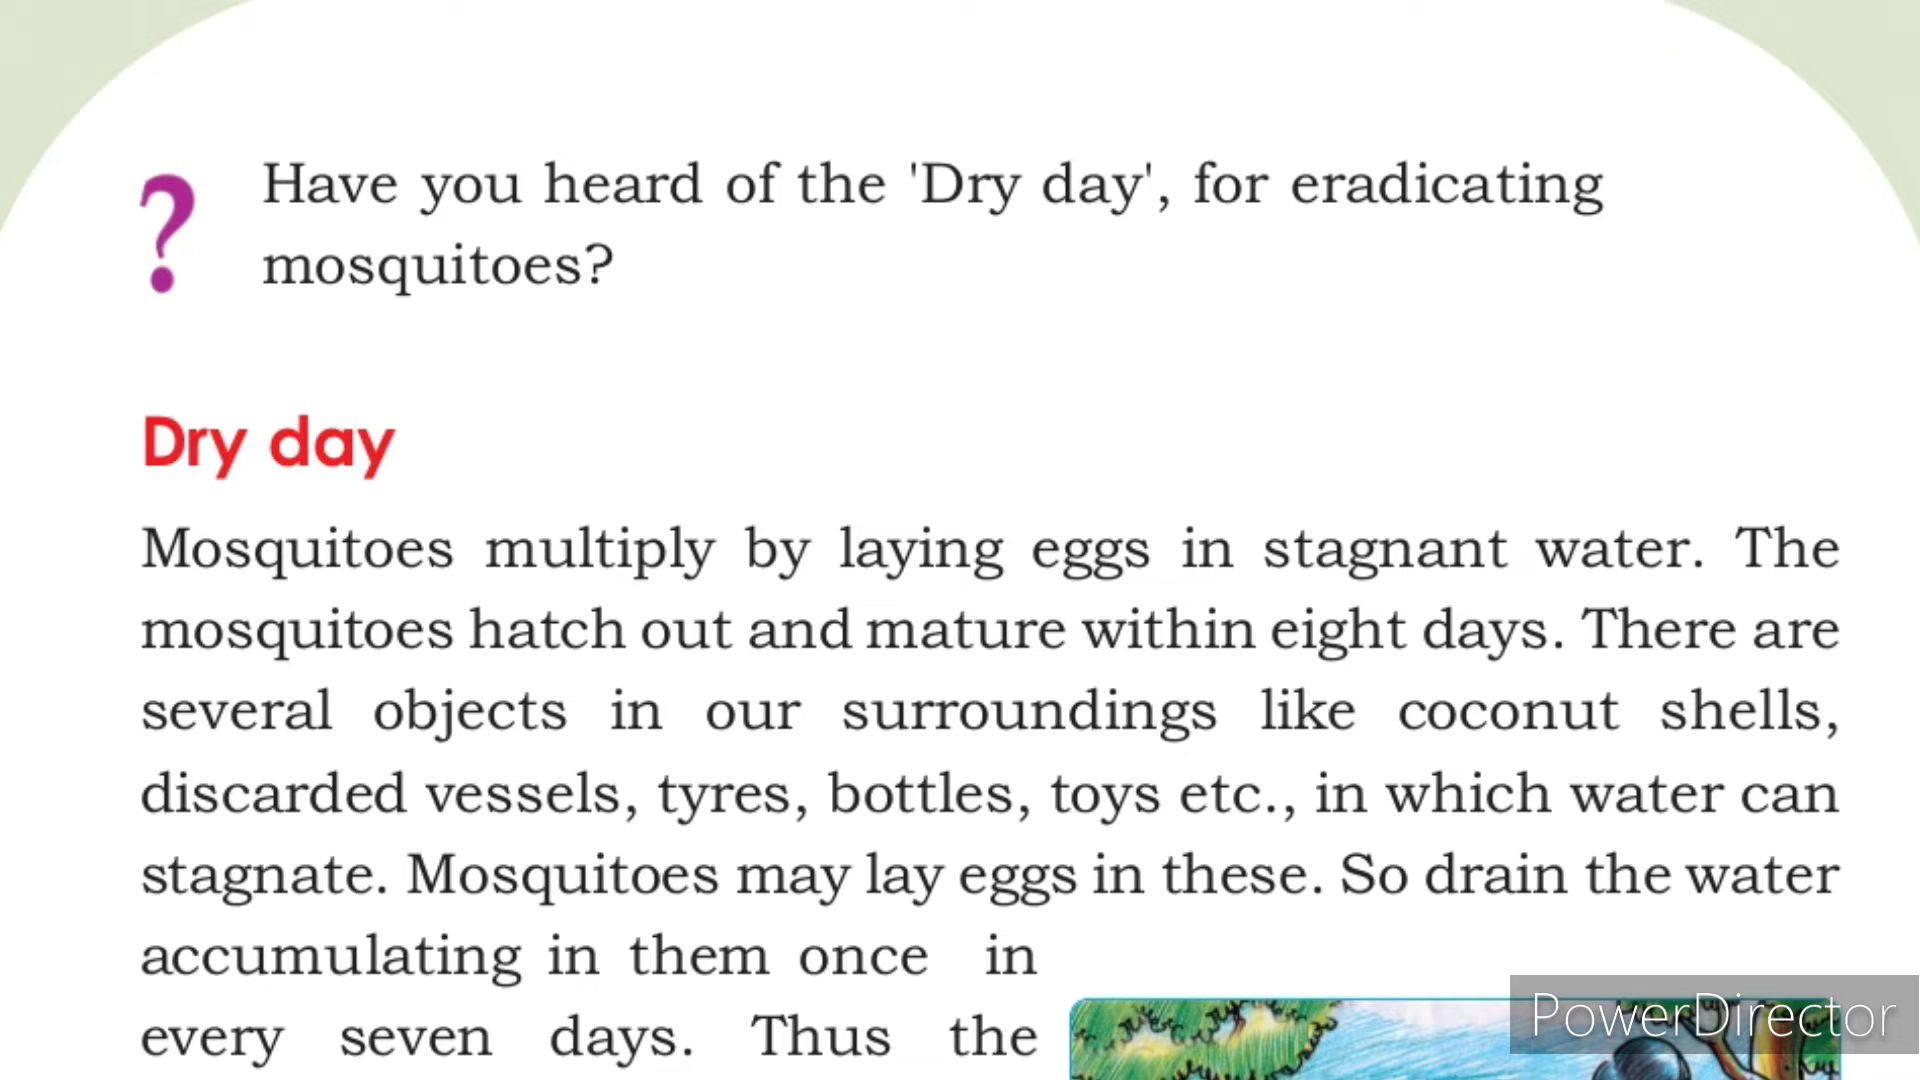 Have you heard of the 'Dry day', for eradicating
mosquitoes?
Dry day
Mosquitoes multiply by laying eggs in stagnant water. The
mosquitoes hatch out and mature within eight days. There are
several objects in our surroundings like coconut shells,
discarded vessels, tyres, bottles, toys etc., in which water can
stagnate. Mosquitoes may lay eggs in these. So drain the water
accumulating in them once in
every seven days. Thus the
PowerDirector